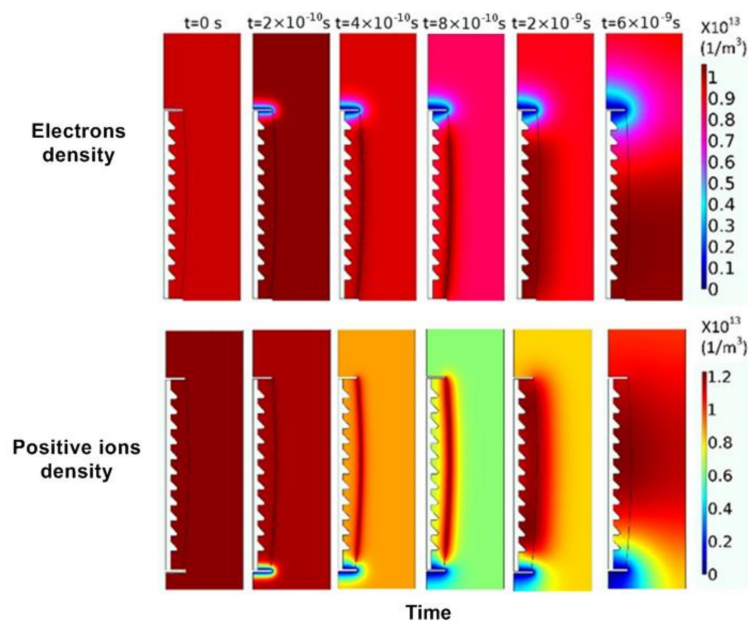 t=0 s t=2×10⁻¹⁰s t=4×10⁻¹⁰s t=8×10⁻¹⁰s t=2×10⁻⁹s t=6×10⁻⁹s
X10¹³
(1/m³)
Electrons
density
1
0.9
0.8
0.7
0.6
0.5
0.4
0.3
0.2
0.1
0
X10¹³
(1/m³)
Positive ions
density
1.2
1
0.8
0.6
0.4
0.2
0
Time